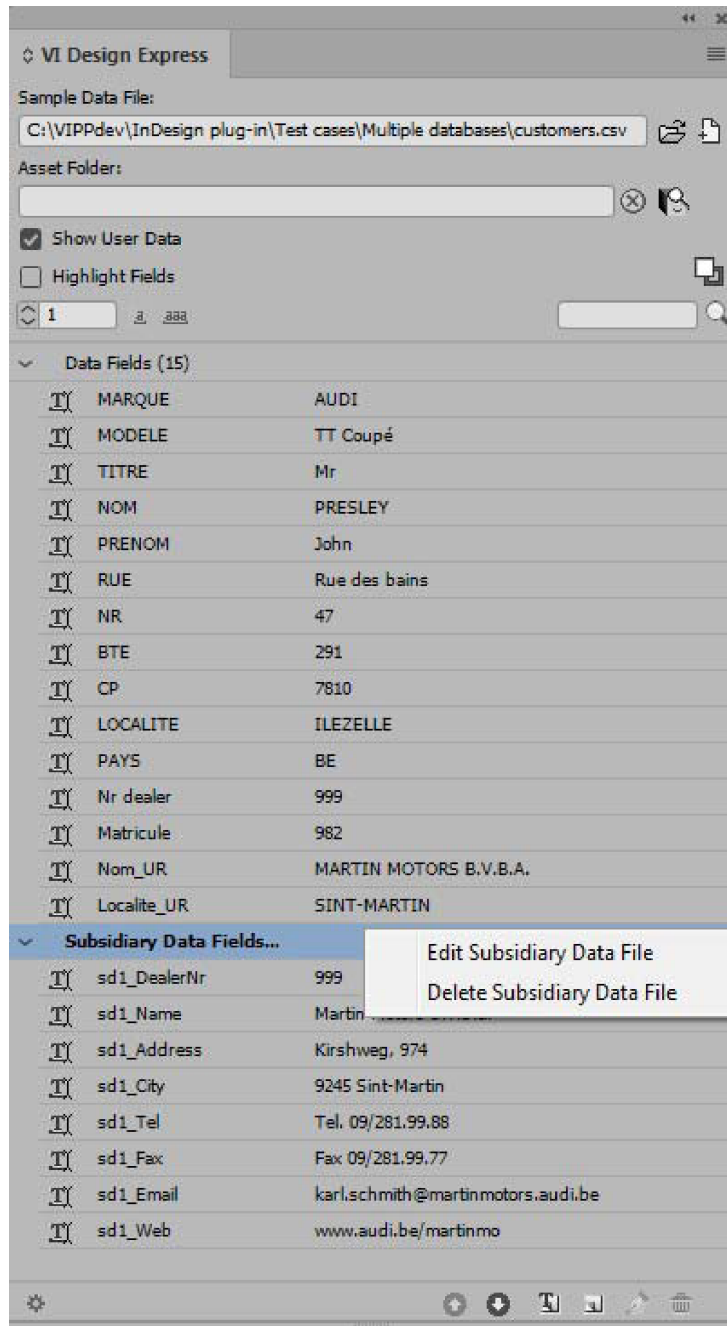 VI Design Express
Sample Data File:
C:\VIPPdev\InDesign plug-in\Test cases\Multiple databases\customers.csv
Asset Folder:
Show User Data
Highlight Fields
1 a aaa
Data Fields (15)
MARQUE AUDI
MODELE TT Coupé
TITRE Mr
NOM PRESLEY
PRENOM John
RUE Rue des bains
NR 47
BTE 291
CP 7810
LOCALITE ILEZELLE
PAYS BE
Nr dealer 999
Matricule 982
Nom_UR MARTIN MOTORS B.V.B.A.
Localite_UR SINT-MARTIN
Subsidiary Data Fields...
Edit Subsidiary Data File
Delete Subsidiary Data File
sd1_DealerNr 999
sd1_Name Martin
sd1_Address Kirshweg, 974
sd1_City 9245 Sint-Martin
sd1_Tel Tel. 09/281.99.88
sd1_Fax Fax 09/281.99.77
sd1_Email karl.schmith@martinmotors.audi.be
sd1_Web www.audi.be/martinmo